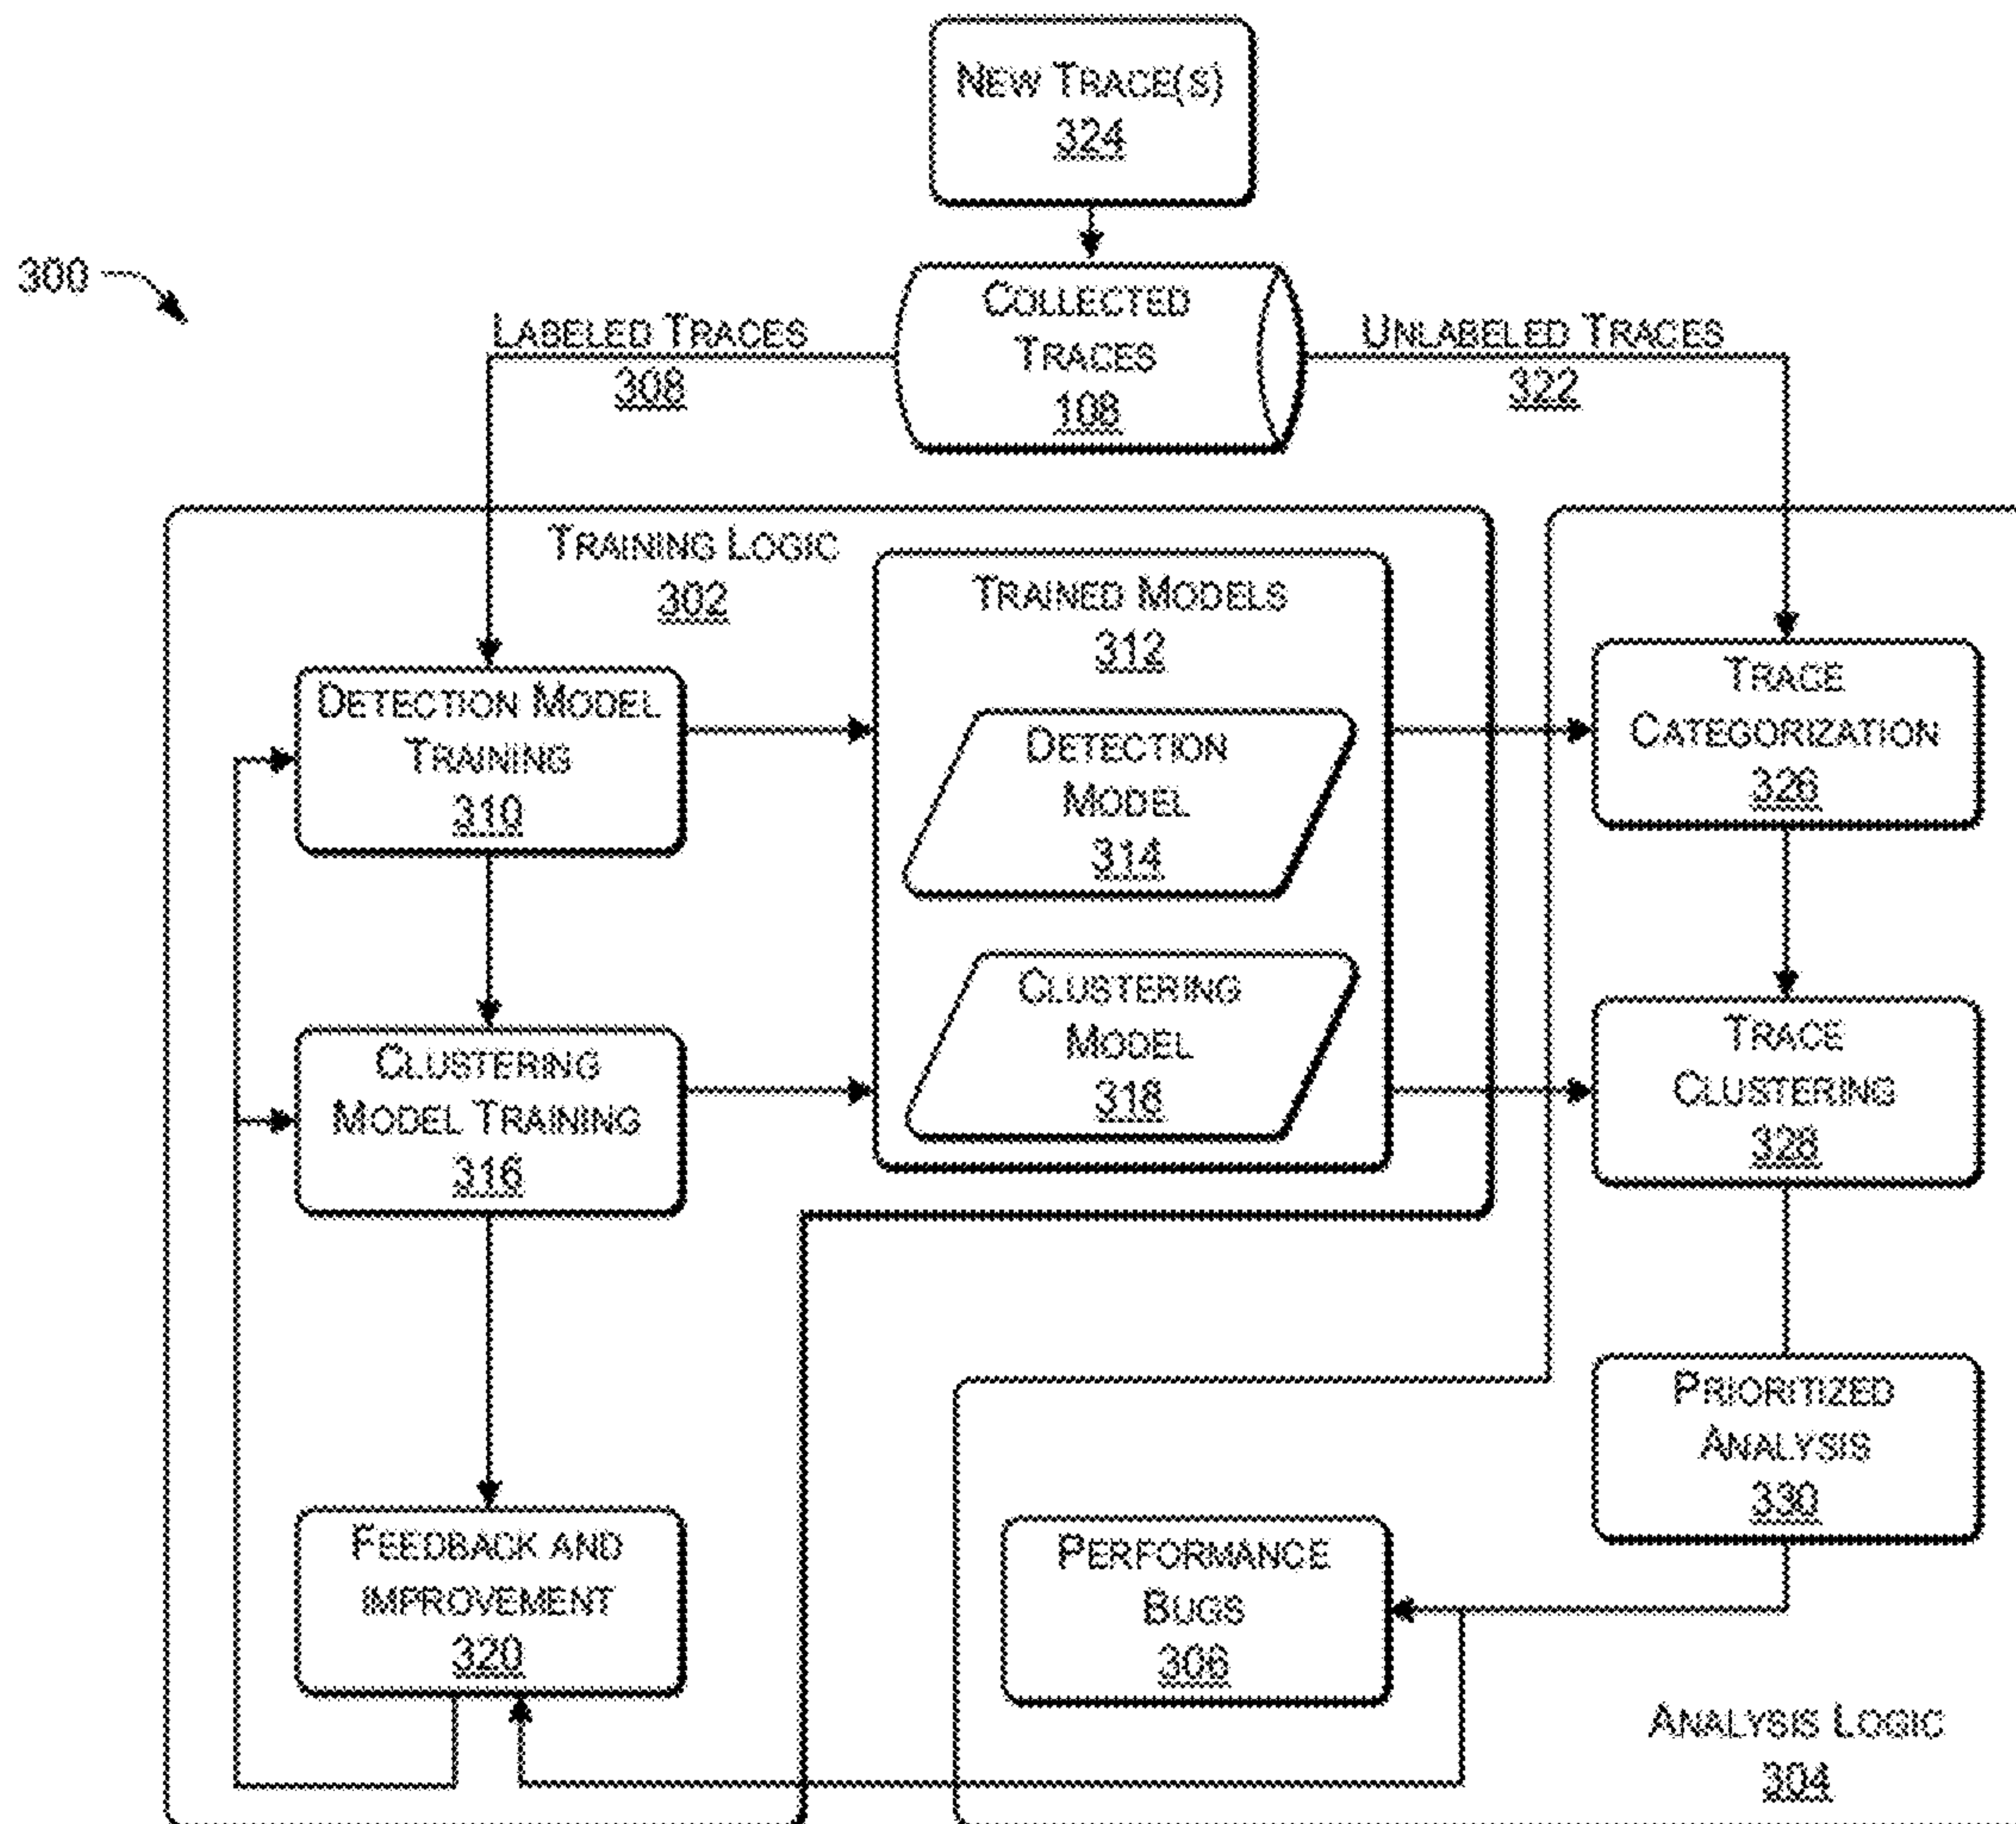 NEW TRACE(S)
324
300
COLLECTED
TRACES
108
LABELED TRACES
308
UNLABELED TRACES
322
TRAINING LOGIC
302
TRAINED MODELS
312
DETECTION MODEL
TRAINING
310
DETECTION
MODEL
314
TRACE
CATEGORIZATION
326
CLUSTERING
MODEL TRAINING
316
CLUSTERING
MODEL
318
TRACE
CLUSTERING
328
PRIORITIZED
ANALYSIS
330
FEEDBACK AND
IMPROVEMENT
320
PERFORMANCE
BUGS
306
ANALYSIS LOGIC
304